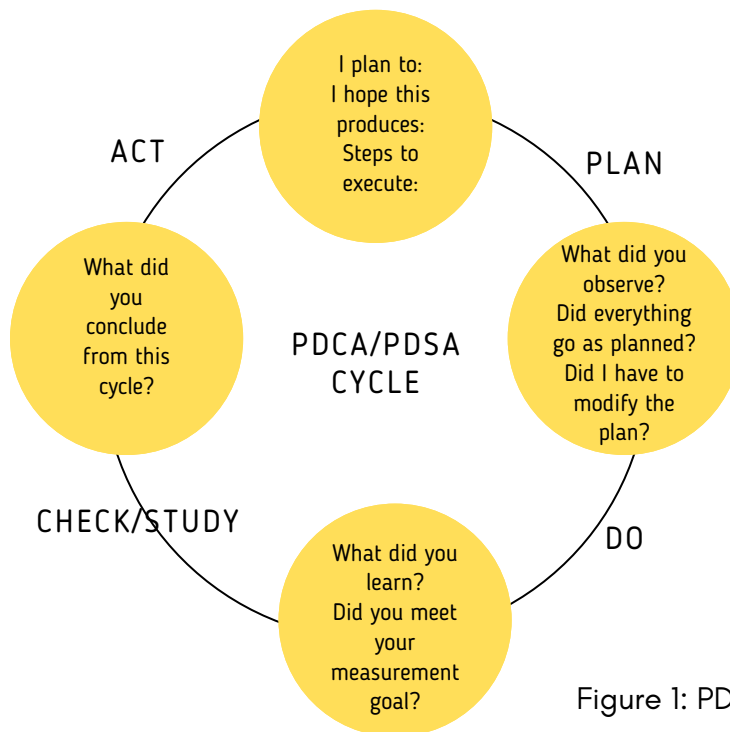 I plan to:
I hope this
produces:
Steps to
execute:
ACT
PLAN
What did
you
conclude
from this
cycle?
PDCA/PDSA
CYCLE
What did you
observe?
Did everything
go as planned?
Did I have to
modify the
plan?
CHECK/STUDY
DO
What did you
learn?
Did you meet
your
measurement
goal?
Figure 1: PD